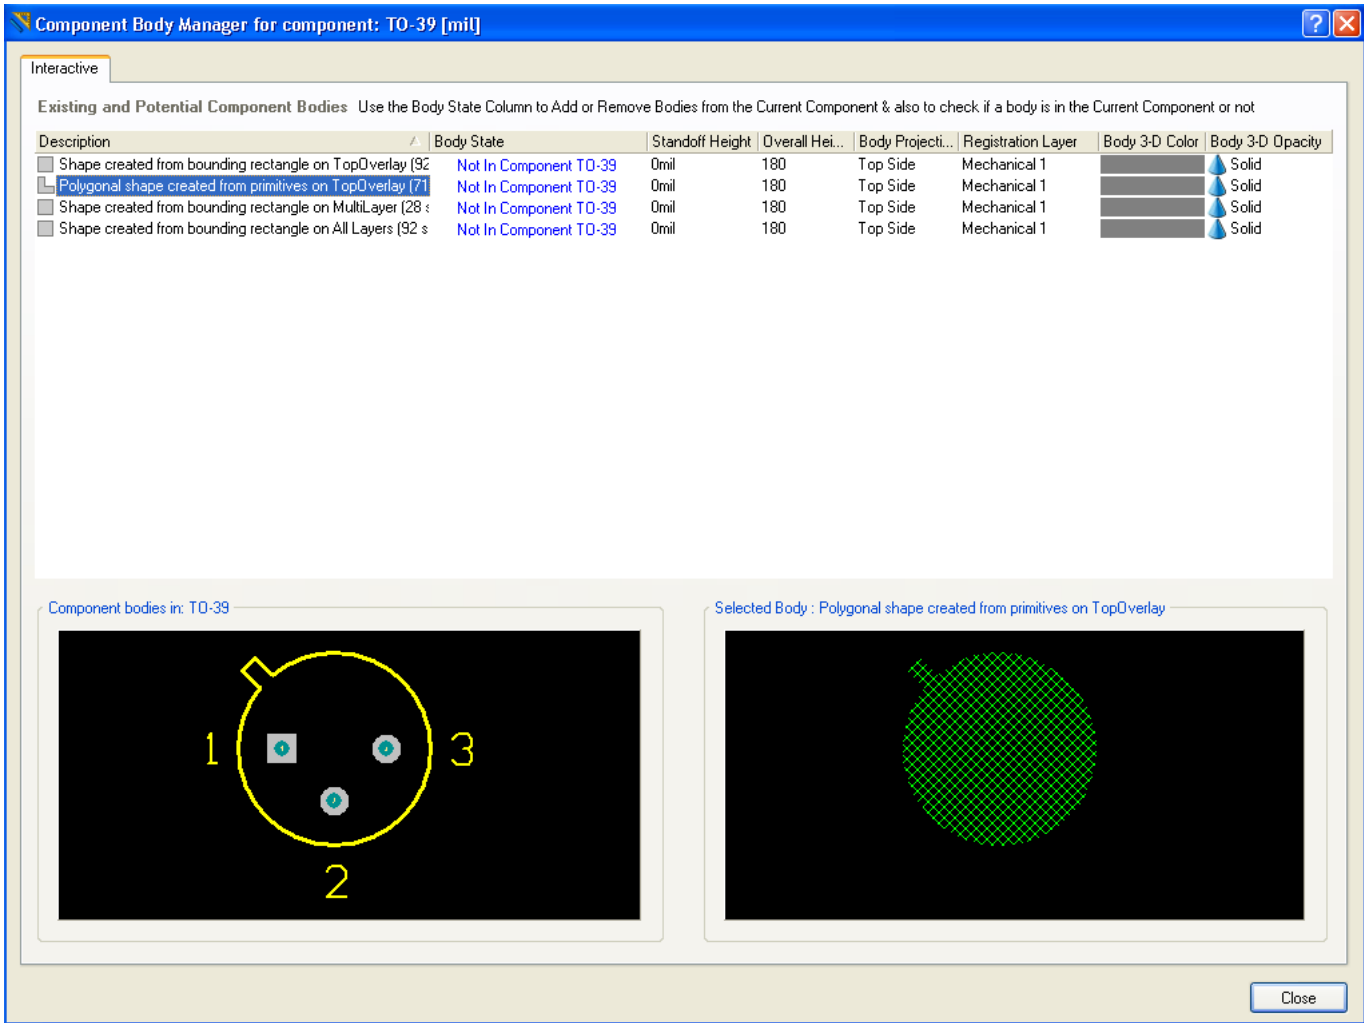 Component Body Manager for component: TO-39 [mil]
Interactive
Existing and Potential Component Bodies Use the Body State Column to Add or Remove Bodies from the Current Component & also to check if a body is in the Current Component or not
Description Body State Standoff Height Overall Hei... Body Projecti... Registration Layer Body 3-D Color Body 3-D Opacity
Shape created from bounding rectangle on TopOverlay (92 Not In Component TO-39 0mil 180 Top Side Mechanical 1 Solid
Polygonal shape created from primitives on TopOverlay (71 Not In Component TO-39 0mil 180 Top Side Mechanical 1 Solid
Shape created from bounding rectangle on MultiLayer (28 s Not In Component TO-39 0mil 180 Top Side Mechanical 1 Solid
Shape created from bounding rectangle on All Layers (92 s Not In Component TO-39 0mil 180 Top Side Mechanical 1 Solid
Component bodies in: TO-39
1
3
2
Selected Body : Polygonal shape created from primitives on TopOverlay
Close